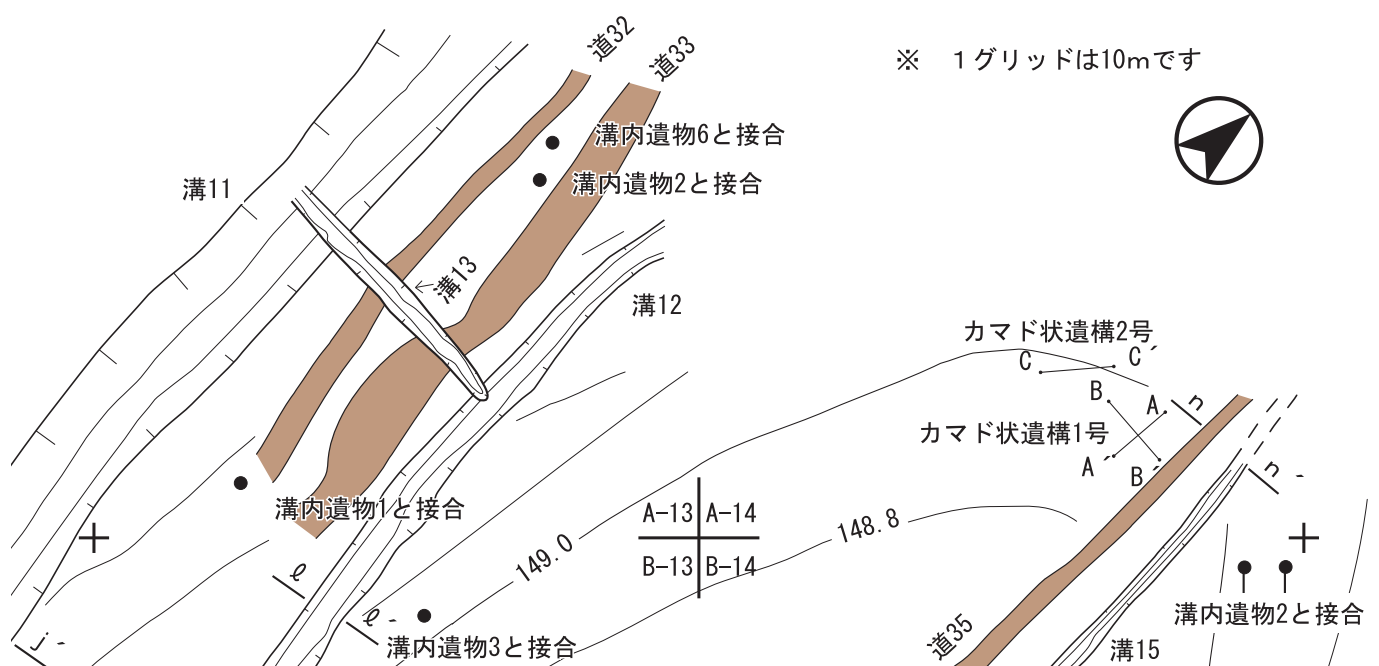 道32
道33
※ 1グリッドは10mです
溝内遺物6と接合
溝内遺物2と接合
溝11
溝13
溝12
カマド状遺構2号
C
C´
B
A
n
カマド状遺構1号
A´
B´
n´
溝内遺物1と接合
A-13
A-14
B-13
B-14
149.0
148.8
ℓ
ℓ´
溝内遺物3と接合
j´
道35
溝15
溝内遺物2と接合